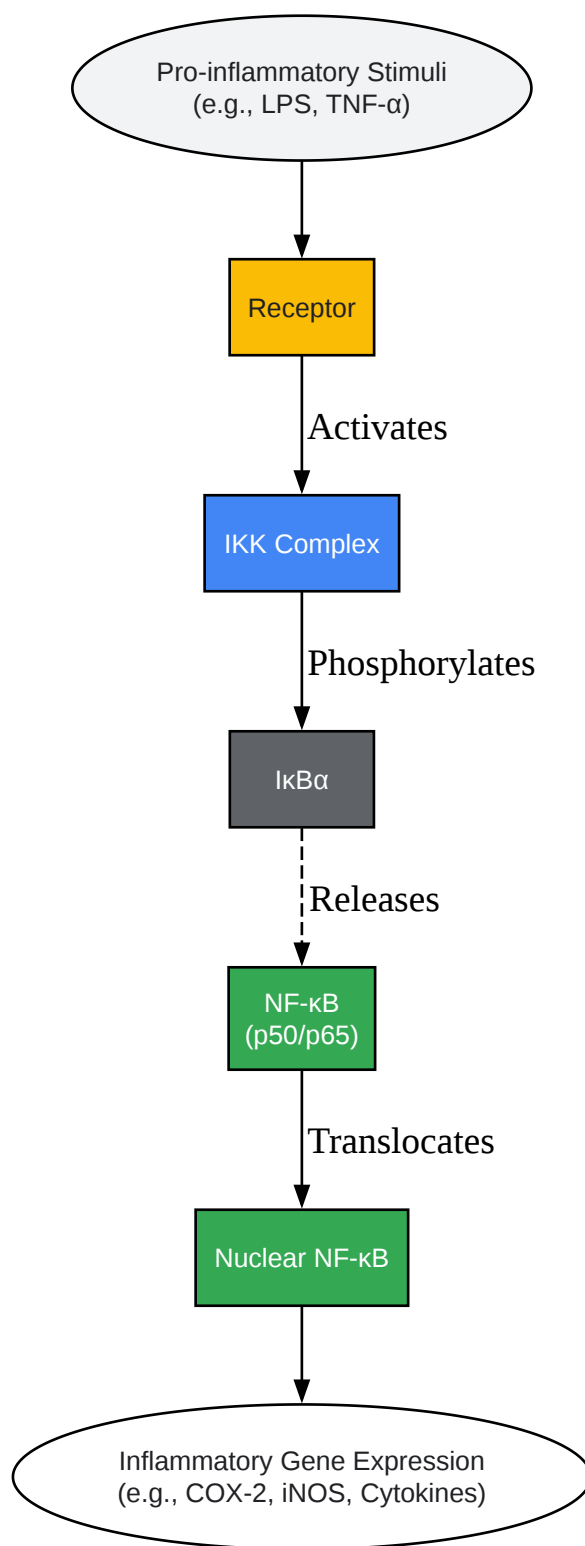 Pro-inflammatory Stimuli
(e.g., LPS, TNF-α)
Receptor
Activates
IKK Complex
Phosphorylates
IκBα
Releases
NF-κB
(p50/p65)
Translocates
Nuclear NF-κB
Inflammatory Gene Expression
(e.g., COX-2, iNOS, Cytokines)